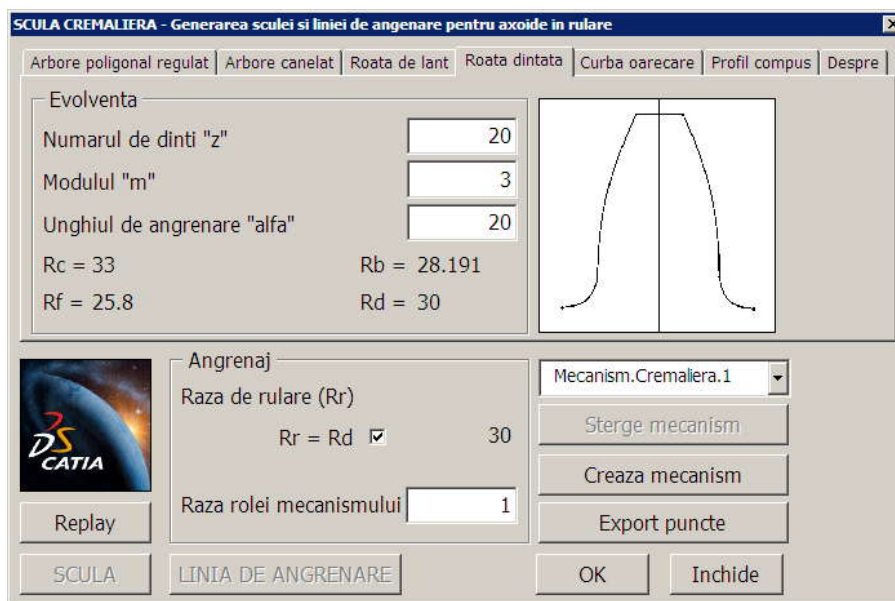 SCULA CREMALIERA - Generarea sculei si liniei de angenare pentru axoide in rulare
Arbore poligonal regulat Arbore canelat Roata de lant Roata dintata Curba oarecare Profil compus Despre
Evolventa
Numarul de dinti "z" 20
Modulul "m" 3
Unghiul de angrenare "alfa" 20
Rc = 33 Rb = 28.191
Rf = 25.8 Rd = 30
Angrenaj
Raza de rulare (Rr)
Rr = Rd 30
Raza rolei mecanismului 1
Mecanism.Cremaliera.1
Sterge mecanism
Creaza mecanism
Export puncte
DS
CATIA
Replay
SCULA LINIA DE ANGRENARE OK Inchide